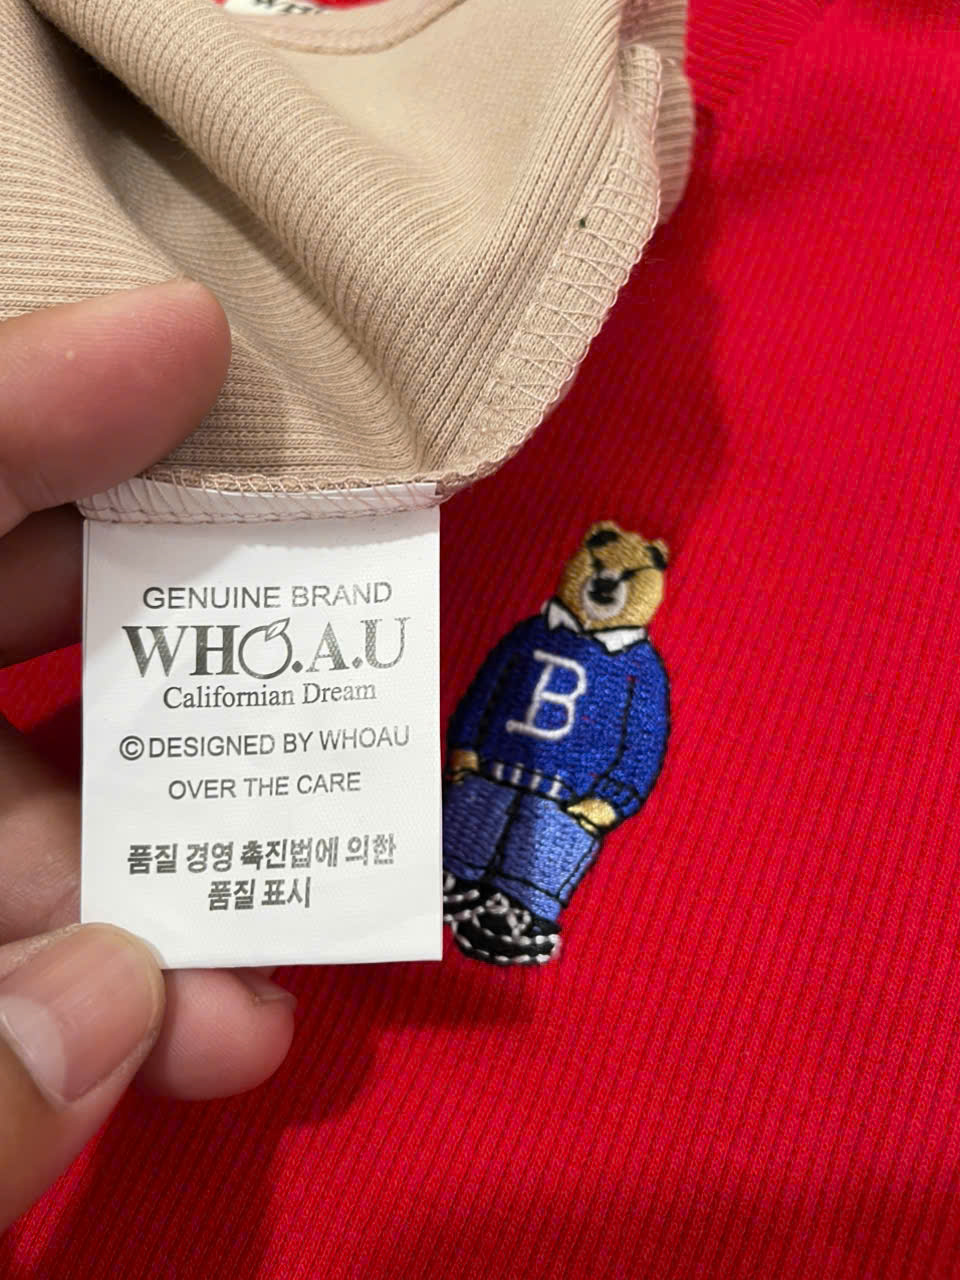 GENUINE BRAND
WHO.A.U
Californian Dream
©DESIGNED BY WHOAU
OVER THE CARE
품질 경영 촉진법에 의한
품질 표시
B